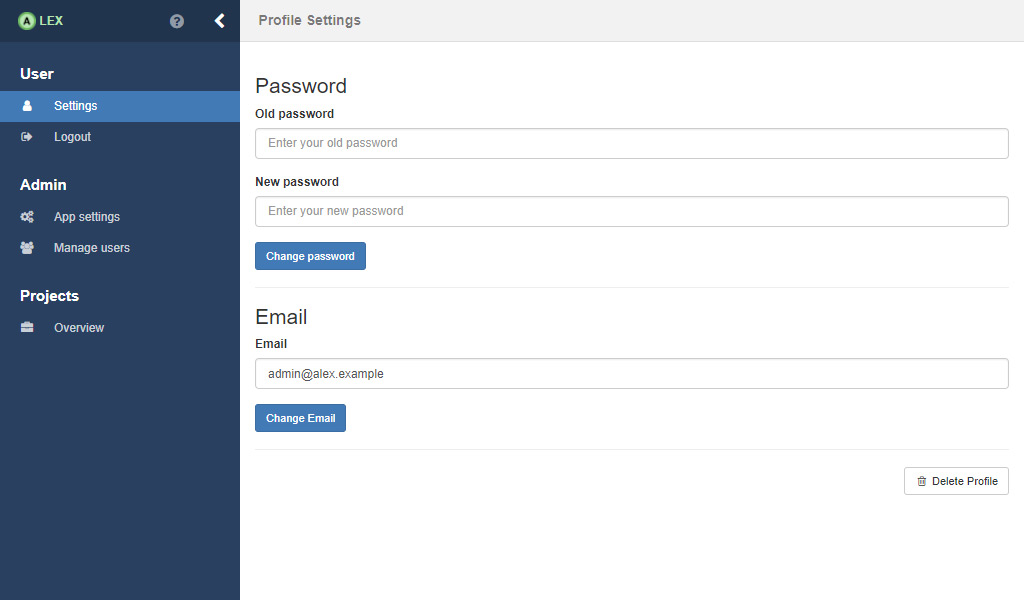 A LEX
Profile Settings
User
Settings
Logout
Admin
App settings
Manage users
Projects
Overview
Password
Old password
Enter your old password
New password
Enter your new password
Change password
Email
Email
admin@alex.example
Change Email
Delete Profile